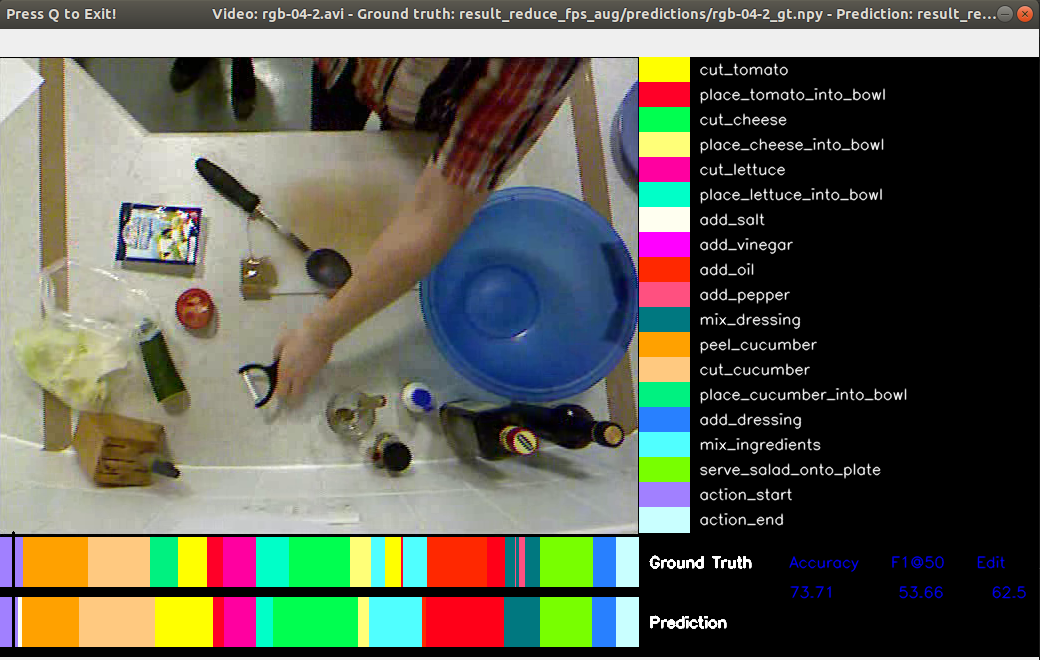 Press Q to Exit!
Video: rgb-04-2.avi - Ground truth: result_reduce_fps_aug/predictions/rgb-04-2_gt.npy - Prediction: result_re...
cut_tomato
place_tomato_into_bowl
cut_cheese
place_cheese_into_bowl
cut_lettuce
place_lettuce_into_bowl
add_salt
add_vinegar
add_oil
add_pepper
mix_dressing
peel_cucumber
cut_cucumber
place_cucumber_into_bowl
add_dressing
mix_ingredients
serve_salad_onto_plate
action_start
action_end
Ground Truth Accuracy F1@50 Edit
73.71 53.66 62.5
Prediction